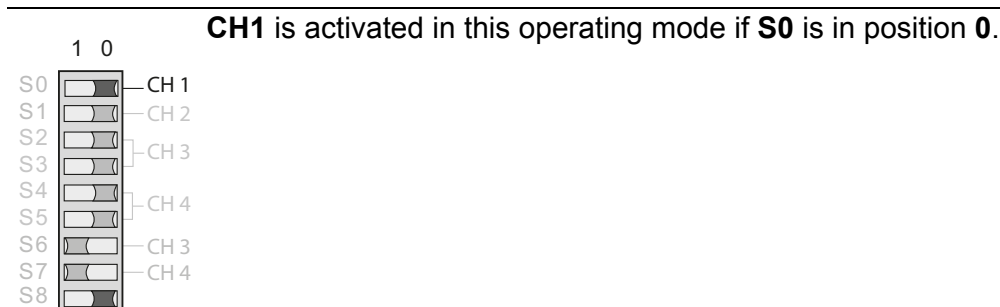 CH1 is activated in this operating mode if S0 is in position 0.
1 0
S0 CH 1
S1 CH 2
S2
CH 3
S3
S4
CH 4
S5
S6 CH 3
S7 CH 4
S8